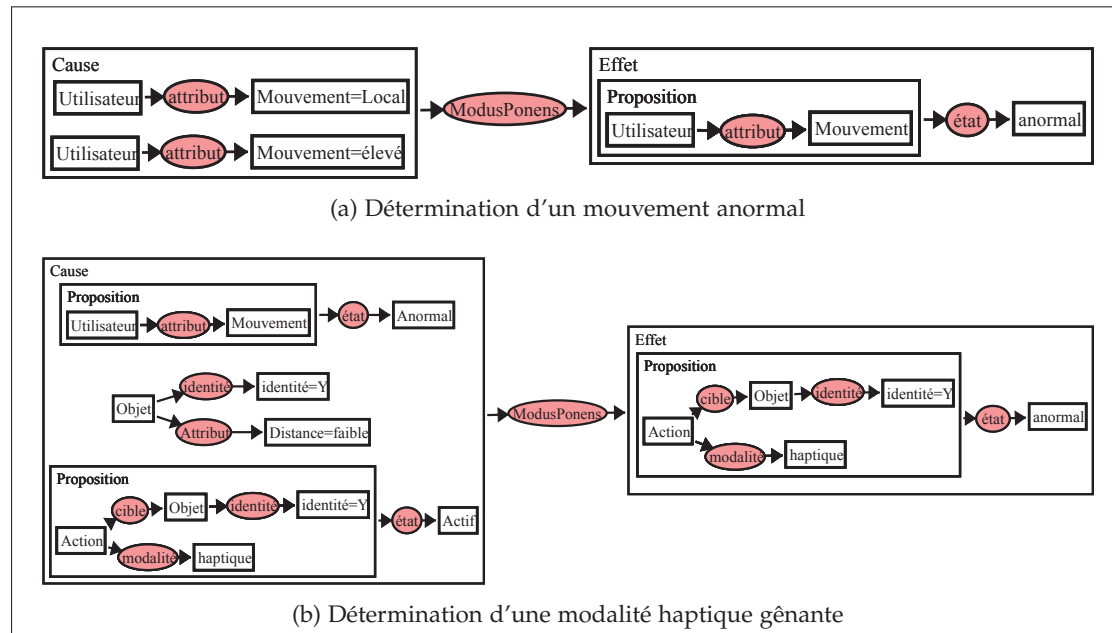 Cause
Utilisateur attribut Mouvement=Local
Utilisateur attribut Mouvement=élevé
ModusPonens
Effet
Proposition
Utilisateur attribut Mouvement état anormal
(a) Détermination d'un mouvement anormal
Cause
Proposition
Utilisateur attribut Mouvement état Anormal
Objet identité identité=Y
Attribut Distance=faible
Proposition
Action cible Objet identité identité=Y état Actif
modalité haptique
ModusPonens
Effet
Proposition
Action cible Objet identité identité=Y état anormal
modalité haptique
(b) Détermination d'une modalité haptique gênante